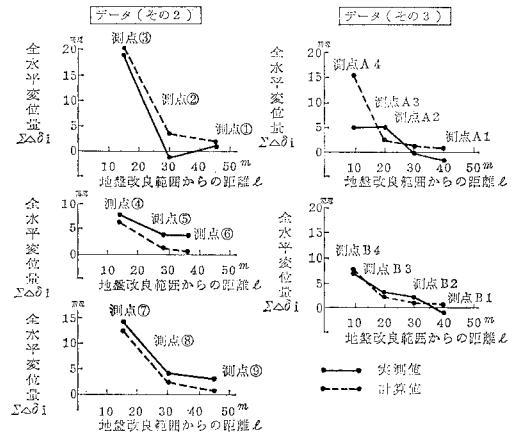 データ(その2)
全水平変位量 Σ△δi
mm
20
15
10
5
0
測点③
測点②
測点①
10 20 30 40 50 m
地盤改良範囲からの距離ℓ
全水平変位量 Σ△δi
10
5
0
測点④
測点⑤
測点⑥
10 20 30 40 50 m
地盤改良範囲からの距離ℓ
全水平変位量 Σ△δi
15
10
5
0
測点⑦
測点⑧
測点⑨
10 20 30 40 50 m
地盤改良範囲からの距離ℓ
データ(その3)
全水平変位量 Σ△δi
mm
20
15
10
5
0
測点A4
測点A3
測点A2
測点A1
10 20 30 40 50 m
地盤改良範囲からの距離ℓ
全水平変位量 Σ△δi
20
15
10
5
0
測点B4
測点B3
測点B2
測点B1
10 20 30 40 m
地盤改良範囲からの距離ℓ
実測値
計算値